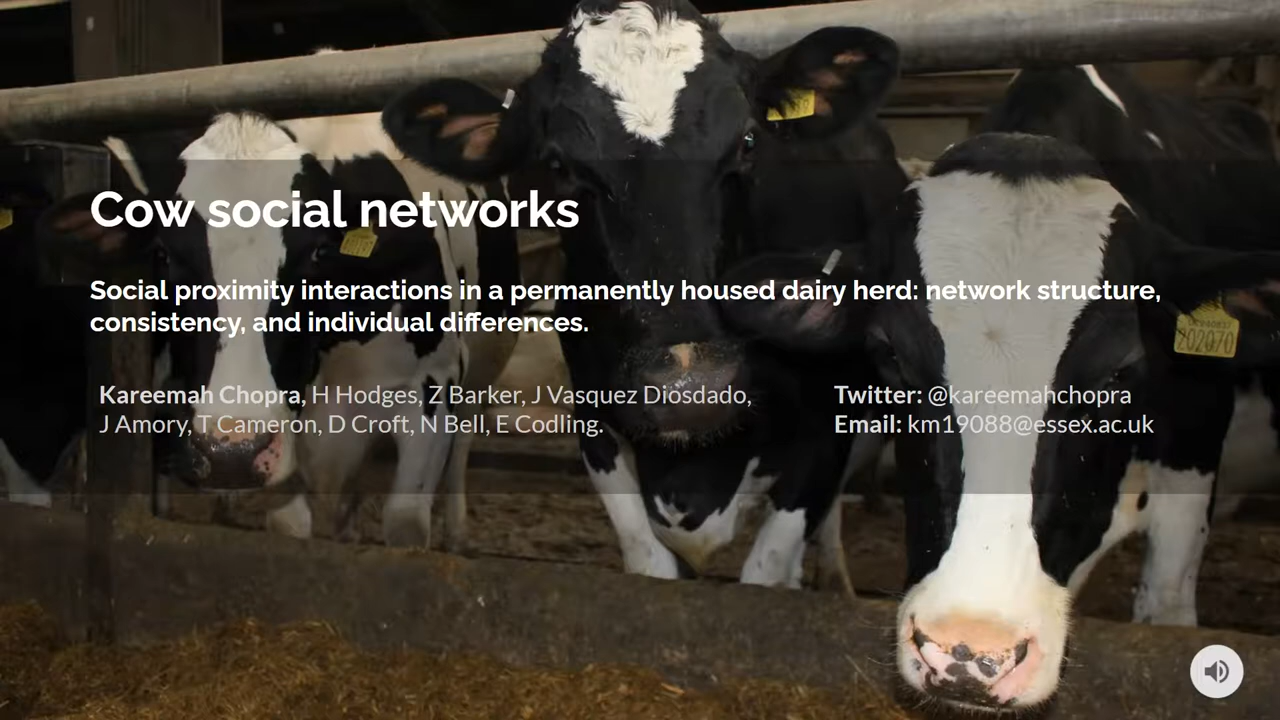 Cow social networks
Social proximity interactions in a permanently housed dairy herd: network structure,
consistency, and individual differences.
Kareemah Chopra, H Hodges, Z Barker, J Vasquez Diosdado,
J Amory, T Cameron, D Croft, N Bell, E Codling.
Twitter: @kareemahchopra
Email: km19088@essex.ac.uk
202070